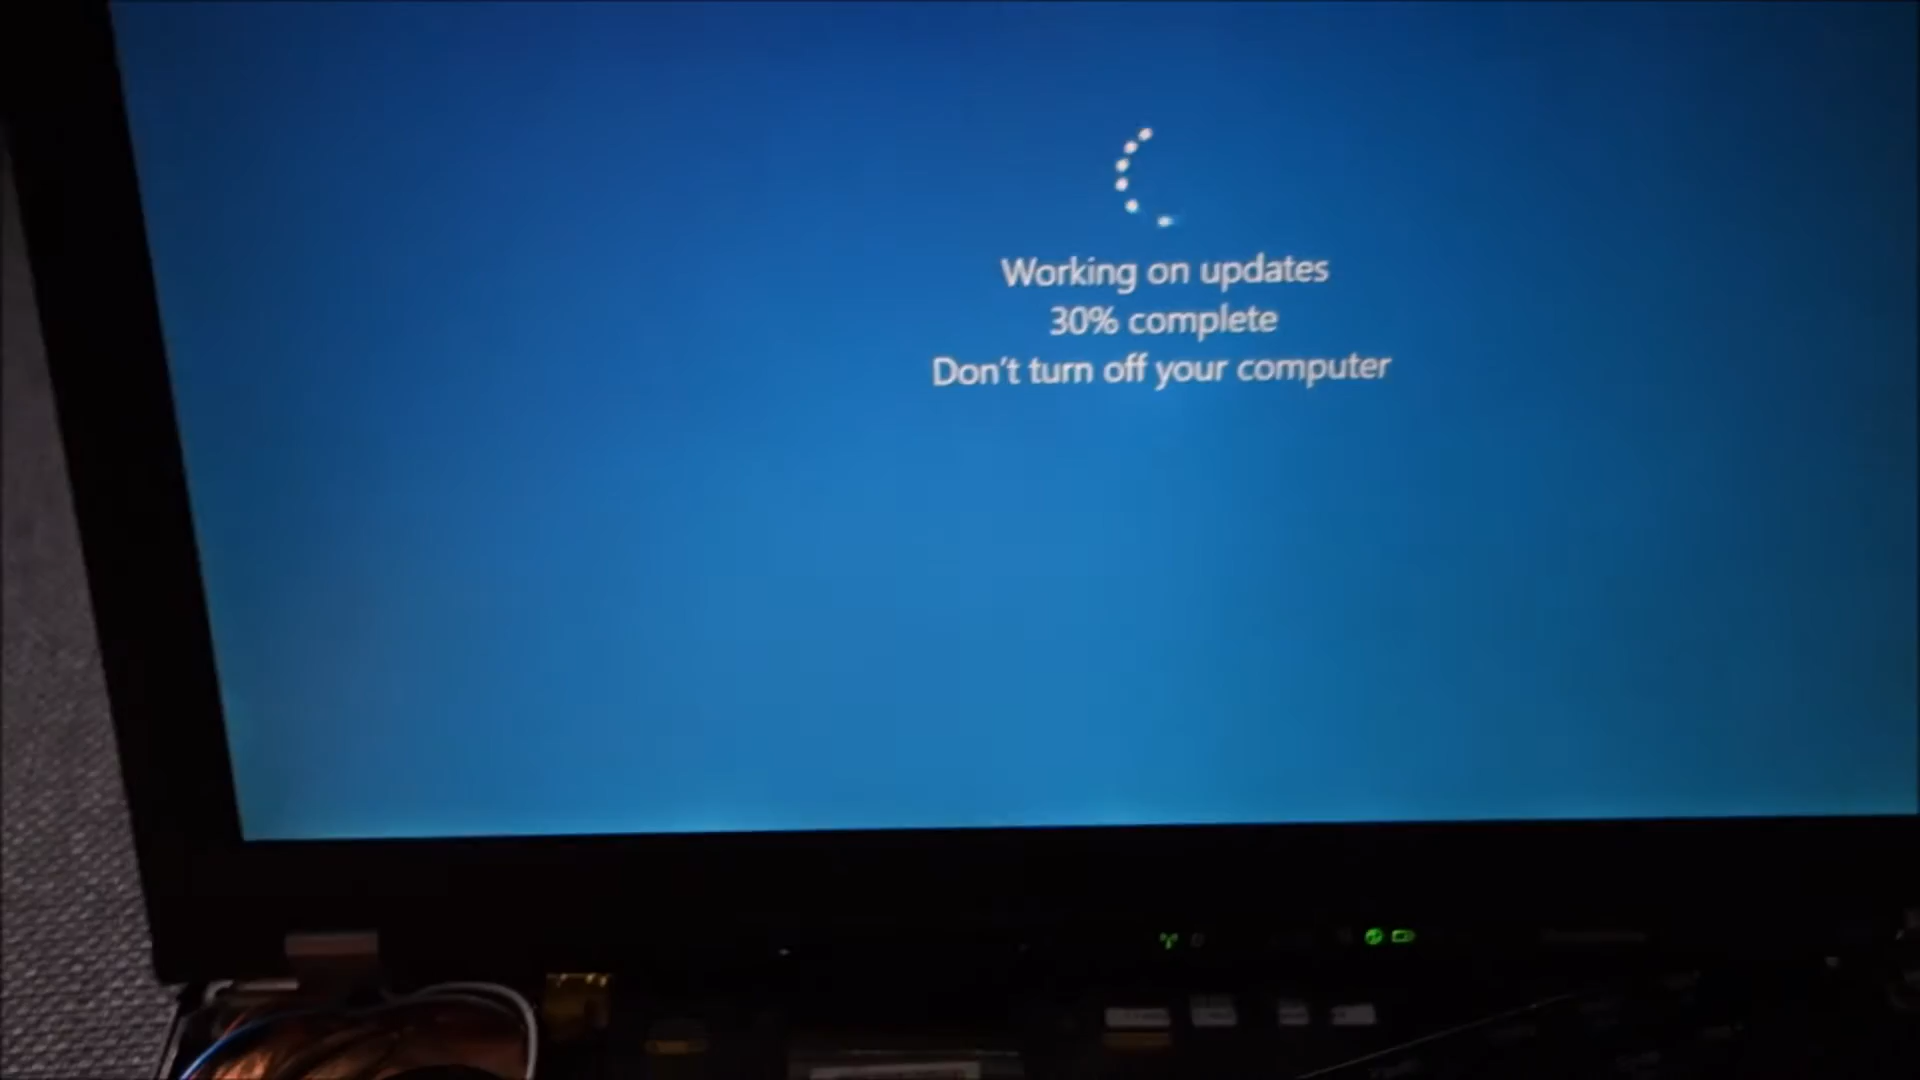 Working on updates
30% complete
Don't turn off your computer